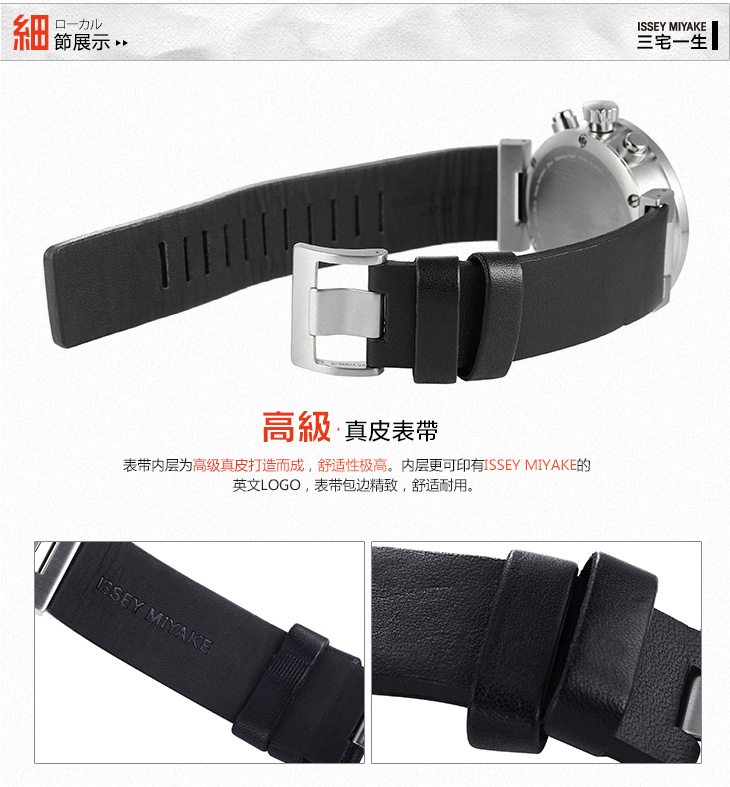 細 ローカル
節展示
ISSEY MIYAKE
三宅一生
高級·真皮表帶
表带内层为高级真皮打造而成，舒适性极高。内层更可印有ISSEY MIYAKE的
英文LOGO，表带包边精致，舒适耐用。
ISSEY MIYAKE